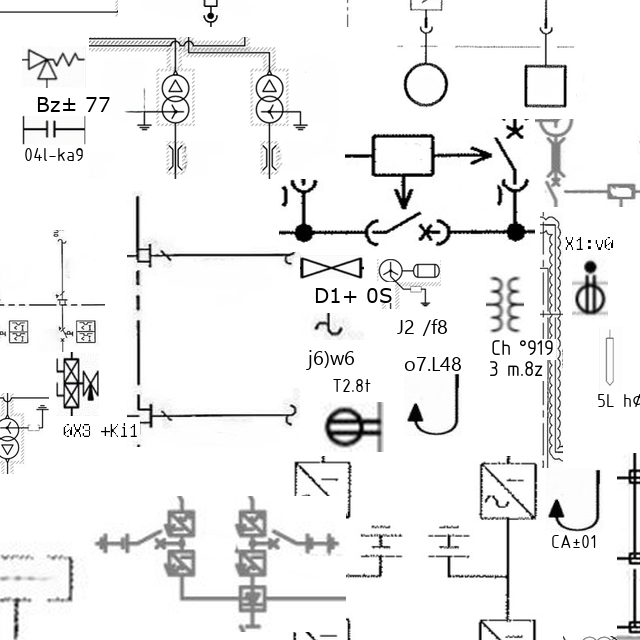 Bz± 77
04l-ka9
X1:v0
D1+ 0S
J2 /f8
Ch °919
3 m.8z
j6)w6
o7.L48
T2.8t
5L h¢
0X3 +Ki1
CA±01